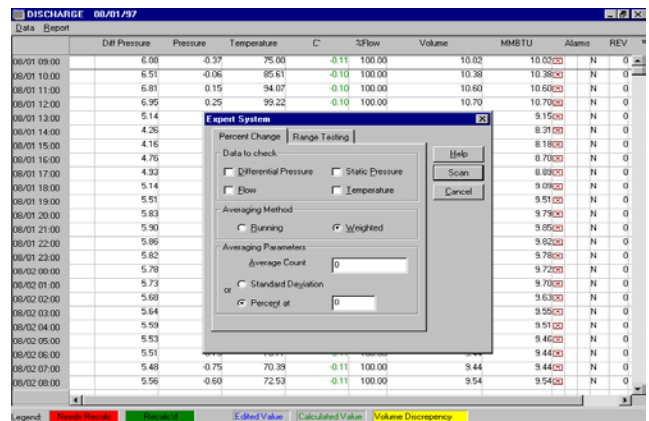 DISCHARGE 08/01/97
Data Report
Diff Pressure Pressure Temperature C' %Flow Volume MMBTU Alarms REV
08/01 09:00 6.08 -0.37 75.00 -0.11 100.00 10.02 10.02 N 0
08/01 10:00 6.51 -0.06 85.61 -0.10 100.00 10.38 10.38 N 0
08/01 11:00 6.81 0.15 94.07 -0.10 100.00 10.60 10.60 N 0
08/01 12:00 6.95 0.25 99.22 -0.10 100.00 10.70 10.70 N 0
08/01 13:00 5.14 9.15 N 0
08/01 14:00 4.26 8.31 N 0
08/01 15:00 4.16 8.18 N 0
08/01 16:00 4.76 8.70 N 0
08/01 17:00 4.93 8.89 N 0
08/01 18:00 5.14 9.09 N 0
08/01 19:00 5.51 9.51 N 0
08/01 20:00 5.83 9.79 N 0
08/01 21:00 5.90 9.85 N 0
08/01 22:00 5.86 9.82 N 0
08/01 23:00 5.82 9.78 N 0
08/02 00:00 5.78 9.72 N 0
08/02 01:00 5.73 9.70 N 0
08/02 02:00 5.68 9.63 N 0
08/02 03:00 5.64 9.55 N 0
08/02 04:00 5.59 9.51 N 0
08/02 05:00 5.53 9.46 N 0
08/02 06:00 5.51 9.44 N 0
08/02 07:00 5.48 -0.75 70.39 -0.11 100.00 9.44 9.44 N 0
08/02 08:00 5.56 -0.60 72.53 -0.11 100.00 9.54 9.54 N 0
Expert System
Percent Change Range Testing
Data to check
Differential Pressure Static Pressure
Flow Temperature
Averaging Method
Running Weighted
Averaging Parameters
Average Count 0
or
Standard Deviation
Percent at 0
Help
Scan
Cancel
Legend: Needs Recalc Recalc'd Edited Value Calculated Value Volume Discrepency